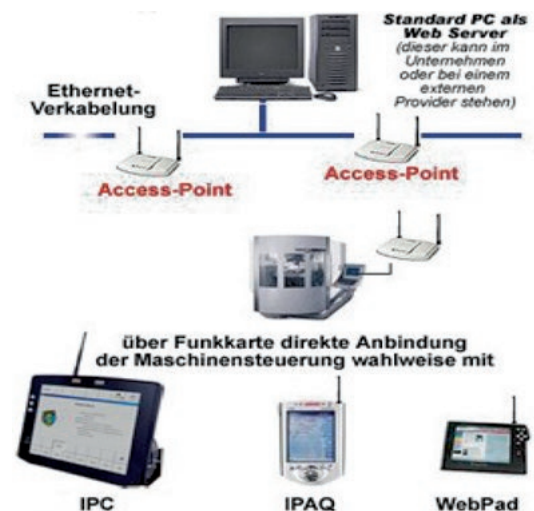 Standard PC als
Web Server
(dieser kann im
Unternehmen
oder bei einem
externen
Provider stehen)
Ethernet-
Verkabelung
Access-Point
Access-Point
über Funkkarte direkte Anbindung
der Maschinensteuerung wahlweise mit
IPC
IPAQ
WebPad